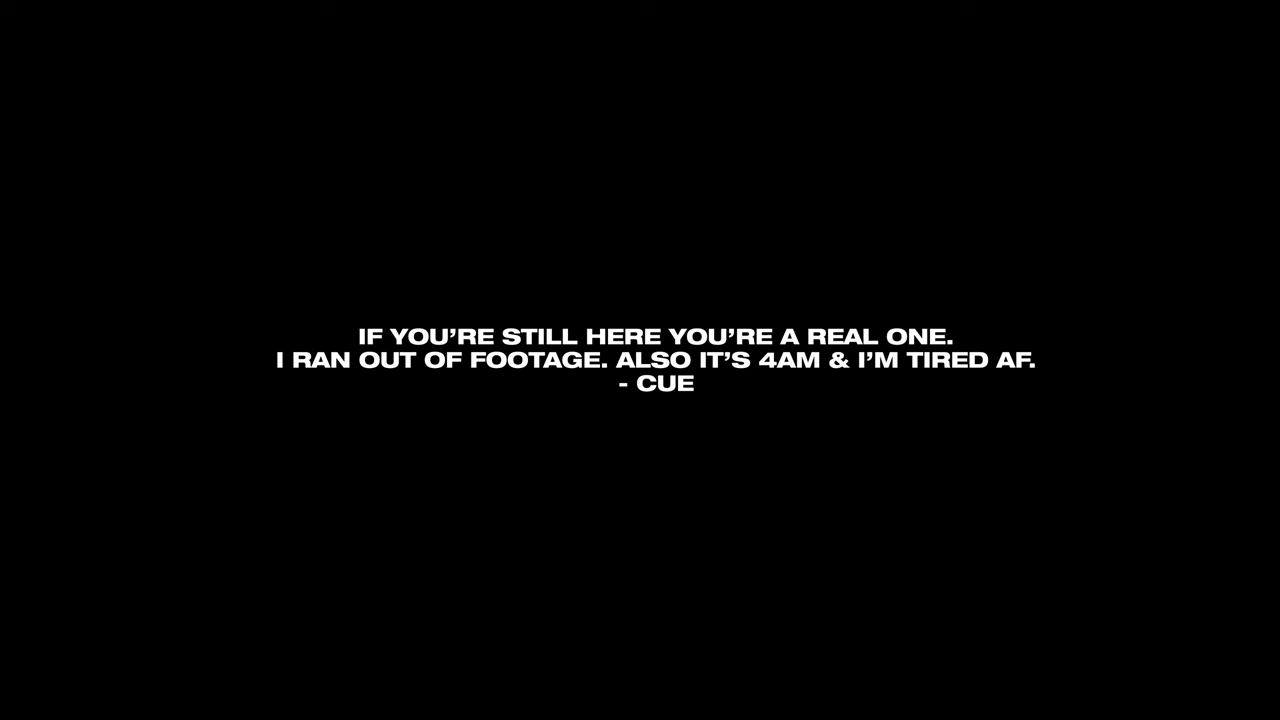 IF YOU’RE STILL HERE YOU’RE A REAL ONE.
I RAN OUT OF FOOTAGE. ALSO IT’S 4AM & I’M TIRED AF.
- CUE